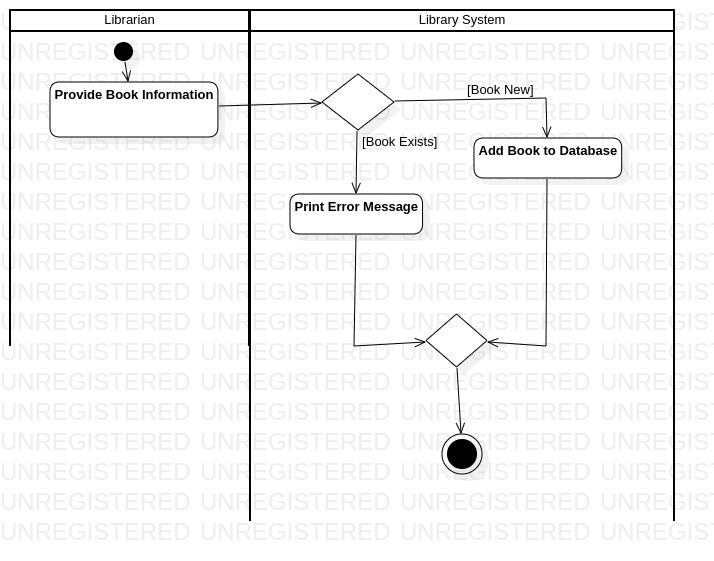 Librarian
Library System
Provide Book Information
[Book New]
[Book Exists]
Add Book to Database
Print Error Message
UNREGISTERED UNREGISTERED UNREGISTERED UNREGIST